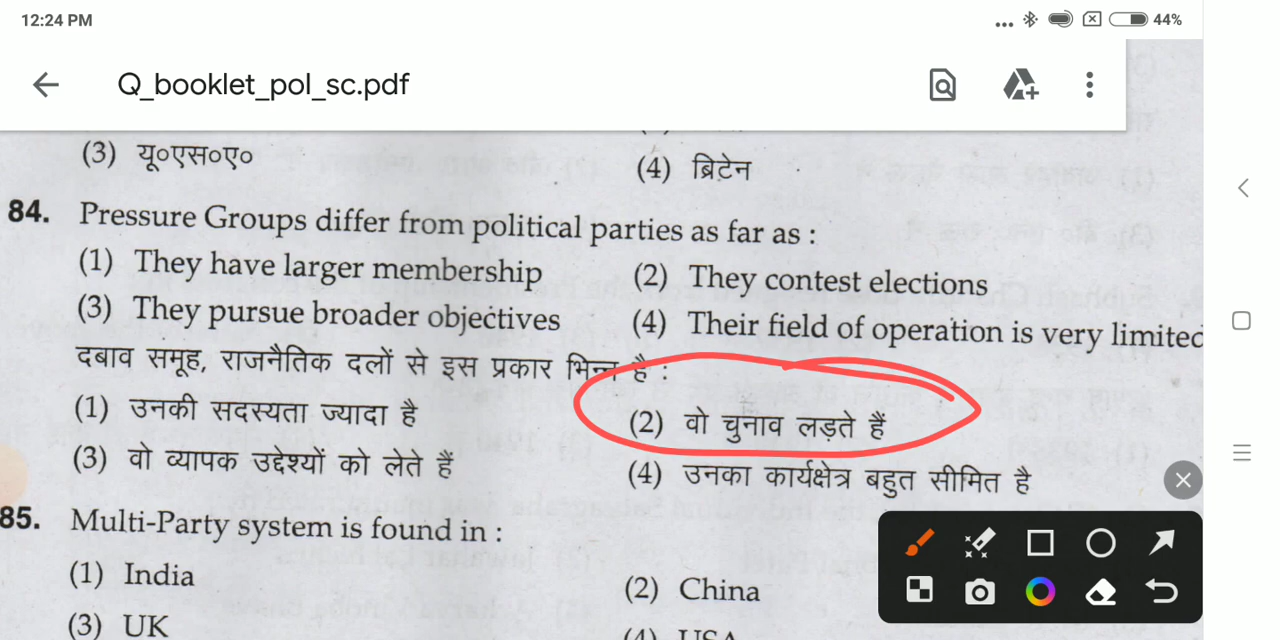 12:24 PM
44%
Q_booklet_pol_sc.pdf
(3) यू०एस०ए०
(4) ब्रिटेन
84. Pressure Groups differ from political parties as far as :
(1) They have larger membership
(2) They contest elections
(3) They pursue broader objectives
(4) Their field of operation is very limited
दबाव समूह, राजनैतिक दलों से इस प्रकार भिन्न है :
(1) उनकी सदस्यता ज्यादा है
(2) वो चुनाव लड़ते हैं
(3) वो व्यापक उद्देश्यों को लेते हैं
(4) उनका कार्यक्षेत्र बहुत सीमित है
85. Multi-Party system is found in :
(1) India
(2) China
(3) UK
(4) USA